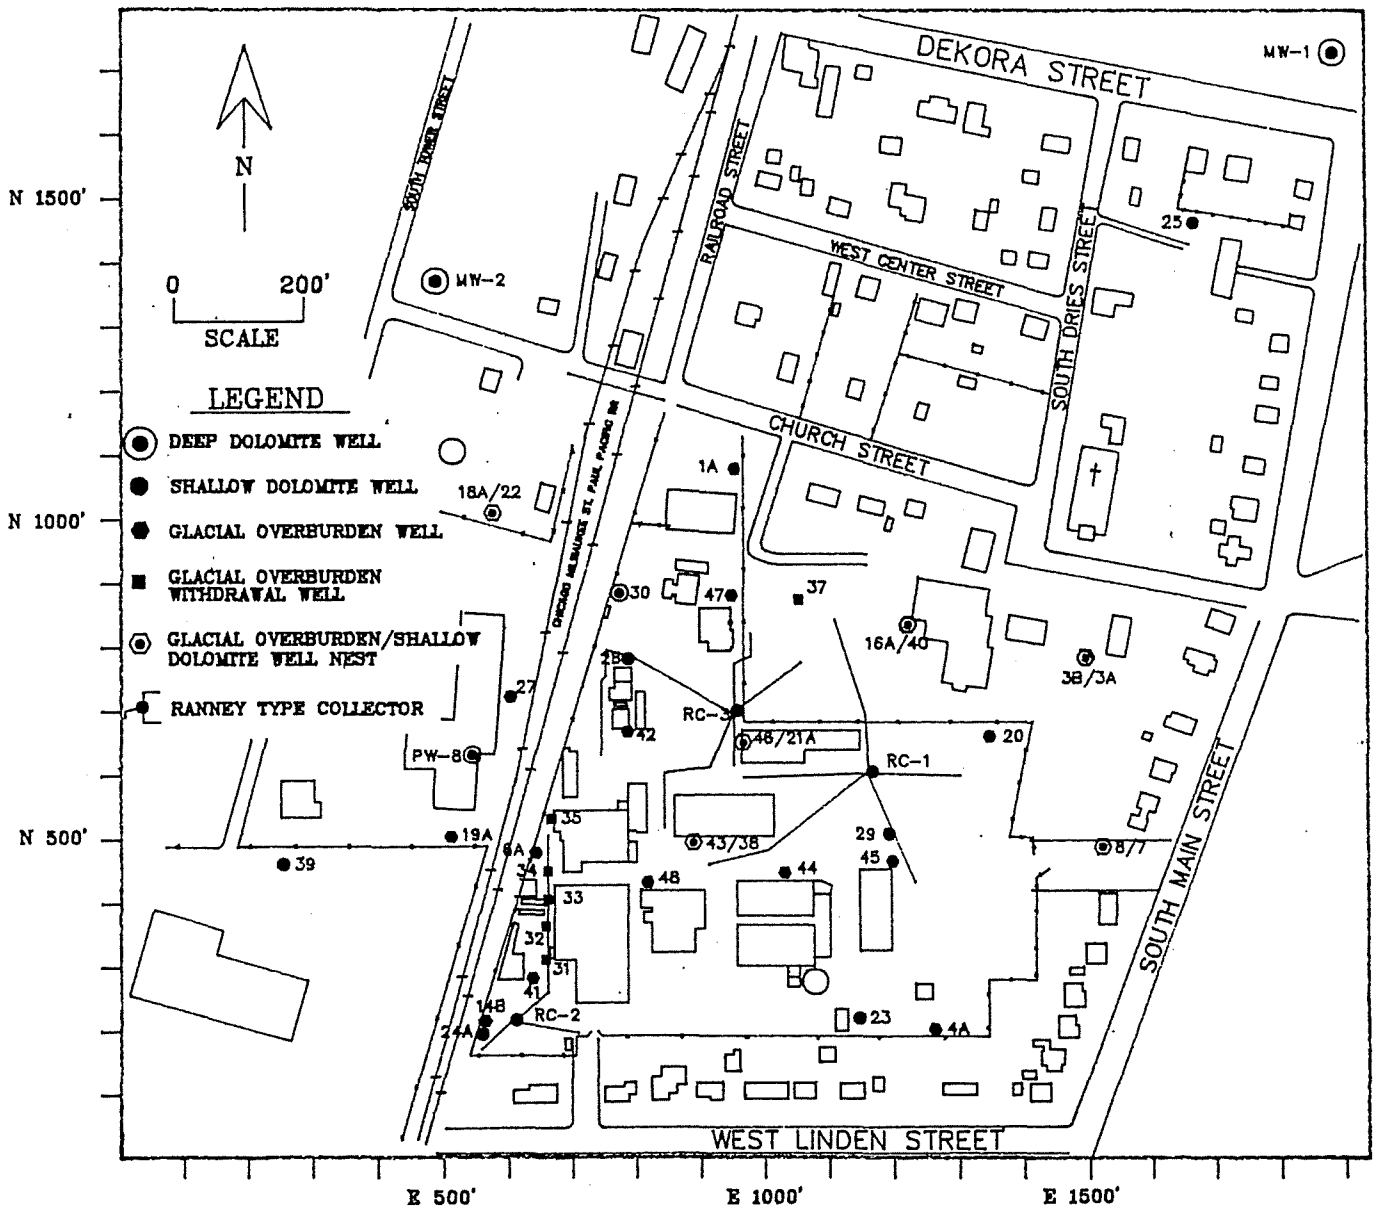 DEKORA STREET
MW-1
SOUTH TOWER STREET
N
RAILROAD STREET
N 1500'
25
WEST CENTER STREET
SOUTH DRIES STREET
MW-2
0 200'
SCALE
LEGEND
DEEP DOLOMITE WELL
SHALLOW DOLOMITE WELL
GLACIAL OVERBURDEN WELL
GLACIAL OVERBURDEN
WITHDRAWAL WELL
GLACIAL OVERBURDEN/SHALLOW
DOLOMITE WELL NEST
RANNEY TYPE COLLECTOR
CHICAGO MILWAUKEE ST. PAUL PACIFIC RR
CHURCH STREET
1A
18A/22
N 1000'
30
47
37
16A/40
3B/3A
28
27
RC-3
42
46/21A
20
PW-8
RC-1
SOUTH MAIN STREET
35
N 500'
19A
39
6A
43/38
29
8/7
34
45
48
44
33
32
31
41
14B
24A
RC-2
23
4A
WEST LINDEN STREET
E 500'
E 1000'
E 1500'